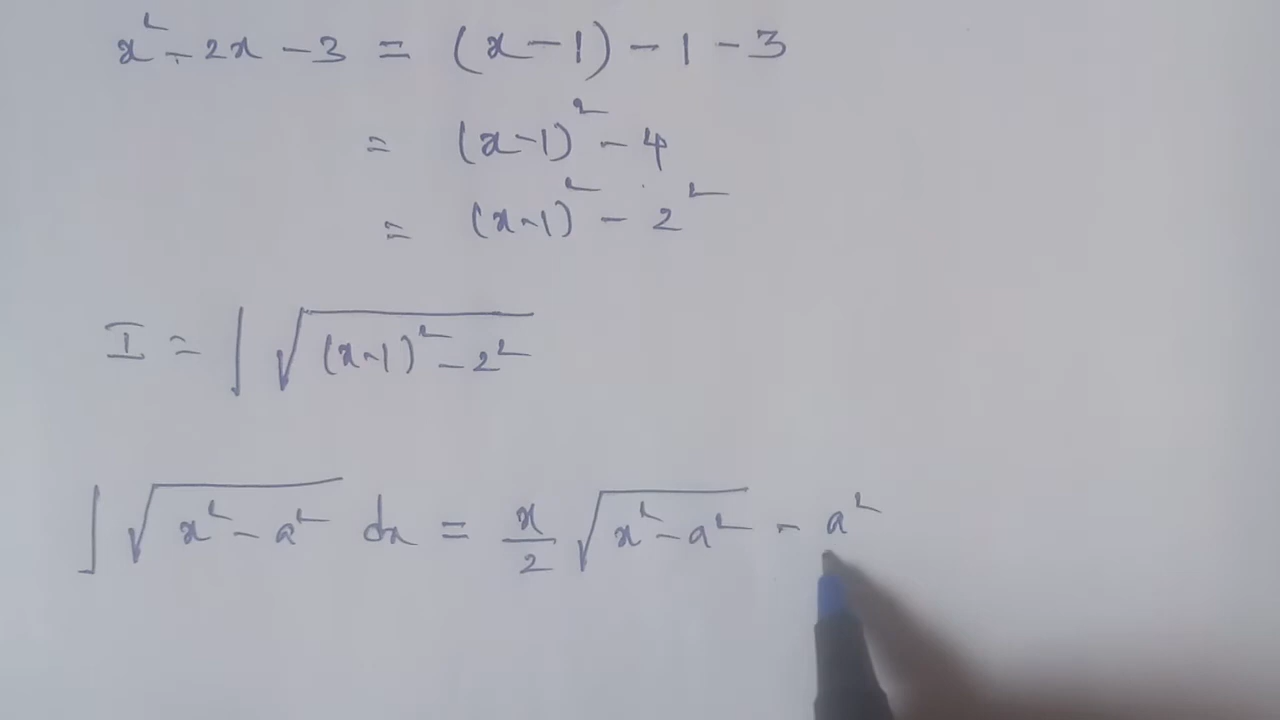 x² - 2x - 3 = (x - 1) - 1 - 3
= (x-1)² - 4
= (x-1)² - 2²
I = ∫ √((x-1)² - 2²)
∫ √(x² - a²) dx = x/2 √(x² - a²) - a²